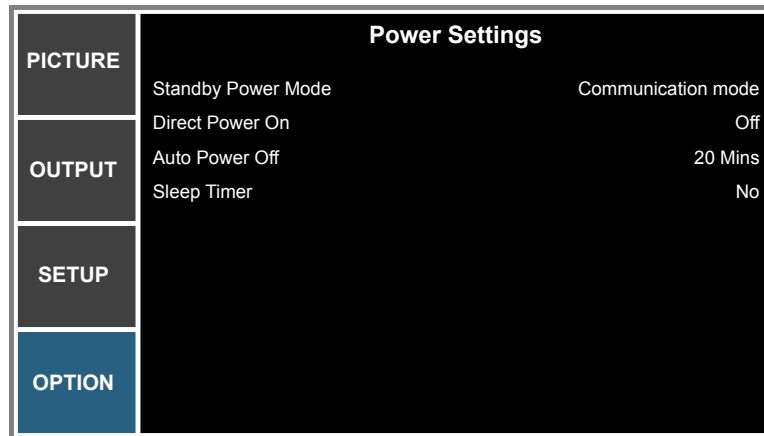 Power Settings
PICTURE
Standby Power Mode Communication mode
Direct Power On Off
Auto Power Off 20 Mins
OUTPUT
Sleep Timer No
SETUP
OPTION